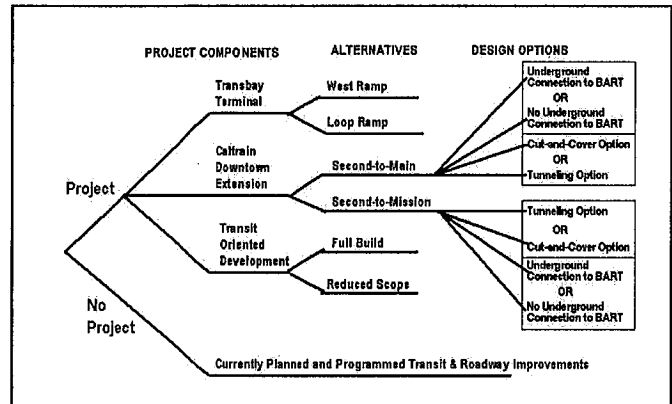 PROJECT COMPONENTS
ALTERNATIVES
DESIGN OPTIONS
Project
No
Project
Transbay
Terminal
West Ramp
Loop Ramp
Caltrain
Downtown
Extension
Second-to-Main
Underground
Connection to BART
OR
No Underground
Connection to BART
Cut-and-Cover Option
OR
Tunneling Option
Second-to-Mission
Tunneling Option
OR
Cut-and-Cover Option
Underground
Connection to BART
OR
No Underground
Connection to BART
Transit
Oriented
Development
Full Build
Reduced Scope
Currently Planned and Programmed Transit & Roadway Improvements